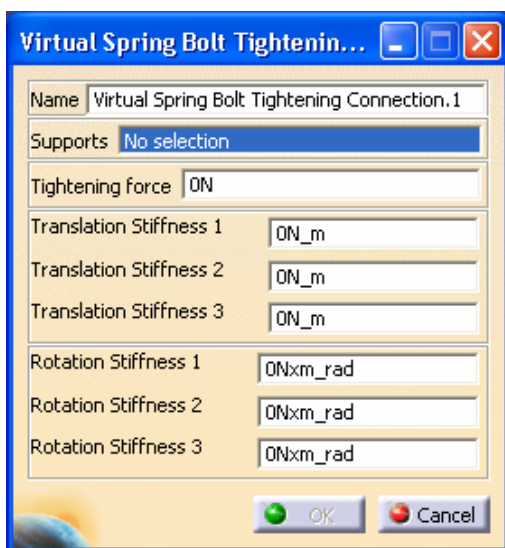 Virtual Spring Bolt Tightenin...
Name Virtual Spring Bolt Tightening Connection.1
Supports No selection
Tightening force 0N
Translation Stiffness 1 0N_m
Translation Stiffness 2 0N_m
Translation Stiffness 3 0N_m
Rotation Stiffness 1 0Nxm_rad
Rotation Stiffness 2 0Nxm_rad
Rotation Stiffness 3 0Nxm_rad
OK Cancel